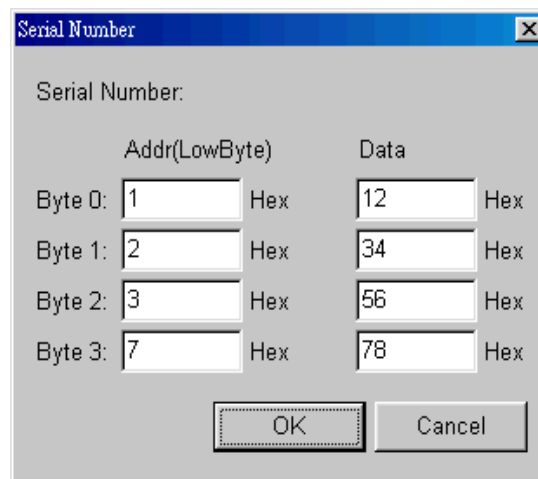 Serial Number
Serial Number:
Addr(LowByte) Data
Byte 0: 1 Hex 12 Hex
Byte 1: 2 Hex 34 Hex
Byte 2: 3 Hex 56 Hex
Byte 3: 7 Hex 78 Hex
OK Cancel